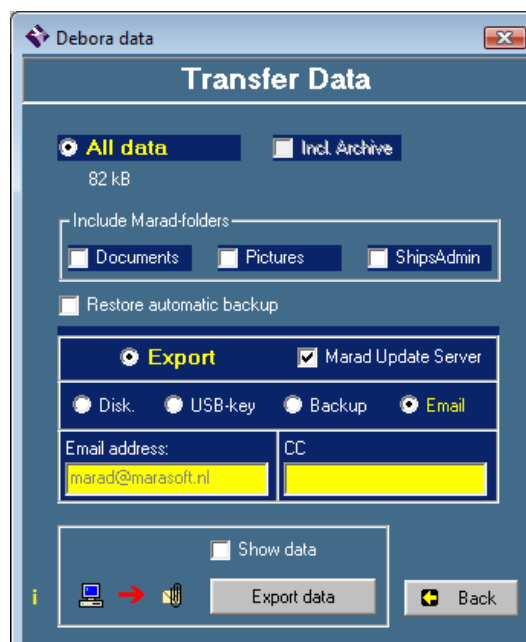 Debora data
Transfer Data
All data Incl. Archive
82 kB
Include Marad-folders
Documents Pictures ShipsAdmin
Restore automatic backup
Export Marad Update Server
Disk. USB-key Backup Email
Email address: CC
marad@marasoft.nl
Show data
i Export data Back